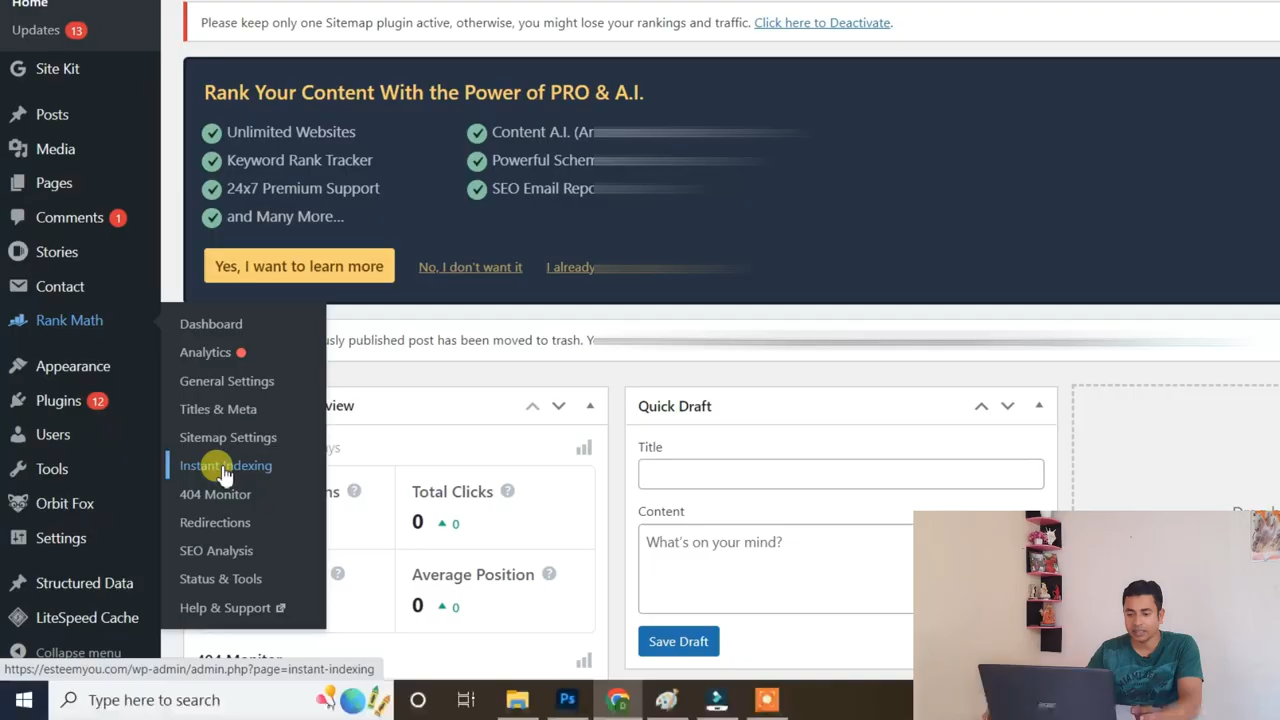 Home
Updates 13
Site Kit
Posts
Media
Pages
Comments 1
Stories
Contact
Rank Math
Appearance
Plugins 12
Users
Tools
Orbit Fox
Settings
Structured Data
LiteSpeed Cache
Collapse menu
Please keep only one Sitemap plugin active, otherwise, you might lose your rankings and traffic. Click here to Deactivate.
Rank Your Content With the Power of PRO & A.I.
Unlimited Websites
Keyword Rank Tracker
24x7 Premium Support
and Many More...
Content A.I. (Ar
Powerful Schem
SEO Email Repo
Yes, I want to learn more
No, I don't want it
I already
Dashboard
Analytics
General Settings
Titles & Meta
Sitemap Settings
Instant Indexing
404 Monitor
Redirections
SEO Analysis
Status & Tools
Help & Support
usly published post has been moved to trash. Y
view
ys
ns
Total Clicks
0 0
Average Position
0 0
404 Monitor
Quick Draft
Title
Content
What's on your mind?
Save Draft
https://esteemyou.com/wp-admin/admin.php?page=instant-indexing
Type here to search
Ps